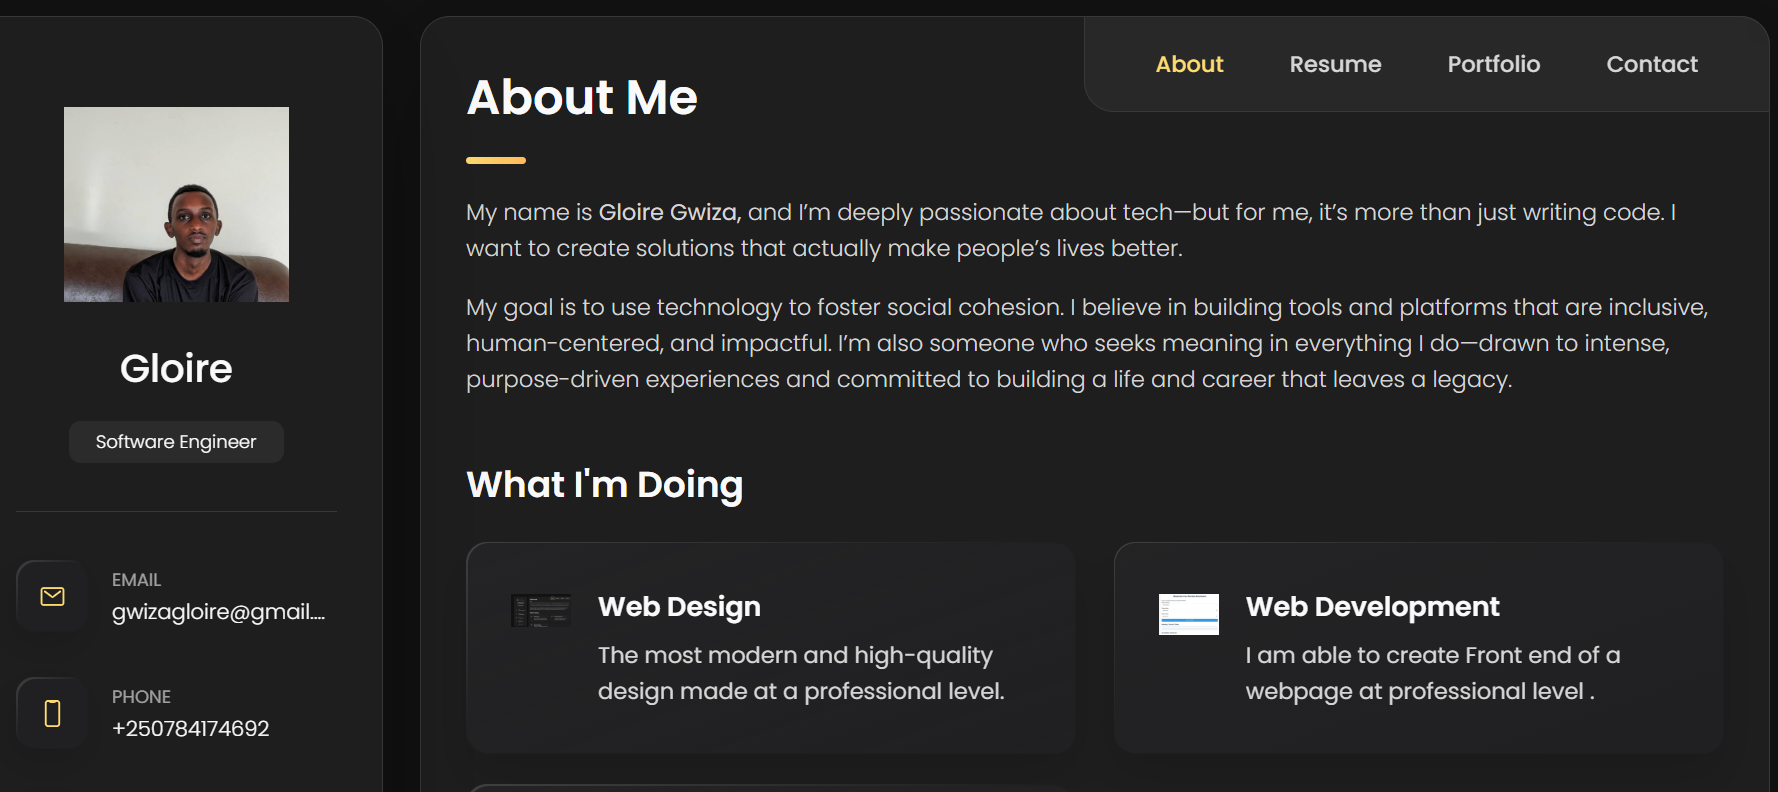 About
Resume
Portfolio
Contact
About Me
My name is Gloire Gwiza, and I’m deeply passionate about tech—but for me, it’s more than just writing code. I
want to create solutions that actually make people’s lives better.
My goal is to use technology to foster social cohesion. I believe in building tools and platforms that are inclusive,
human-centered, and impactful. I’m also someone who seeks meaning in everything I do—drawn to intense,
purpose-driven experiences and committed to building a life and career that leaves a legacy.
Gloire
Software Engineer
EMAIL
gwizagloire@gmail....
PHONE
+250784174692
What I'm Doing
Web Design
The most modern and high-quality
design made at a professional level.
Web Development
I am able to create Front end of a
webpage at professional level .